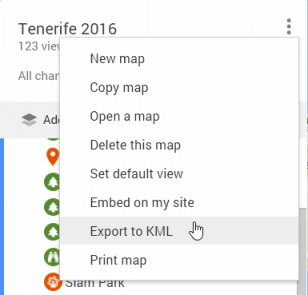 Tenerife 2016
123 view
All chan
New map
Copy map
Open a map
Delete this map
Add
Set default view
Embed on my site
Export to KML
Print map
Siam Park